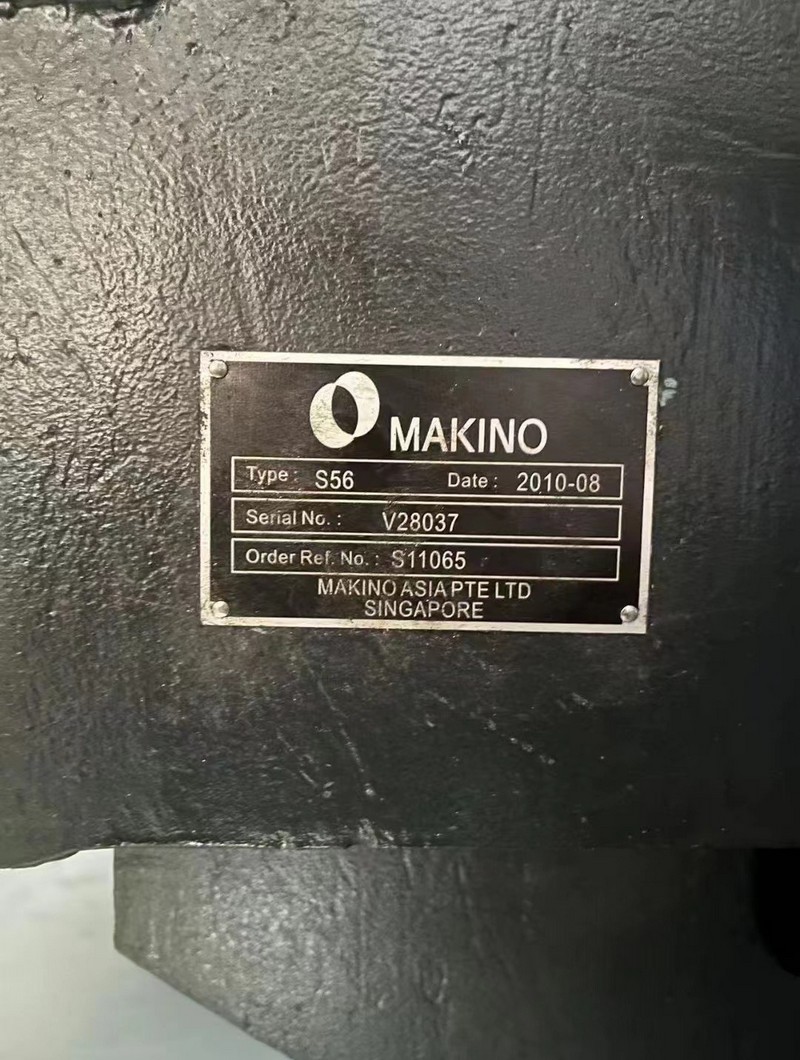 MAKINO
Type : S56 Date : 2010-08
Serial No. : V28037
Order Ref. No. : S11065
MAKINO ASIA PTE LTD
SINGAPORE